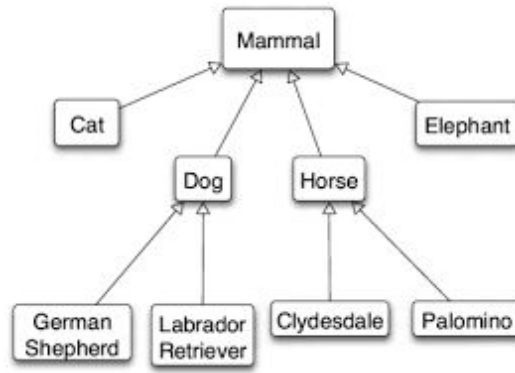 Mammal
Cat
Elephant
Dog
Horse
German
Shepherd
Labrador
Retriever
Clydesdale
Palomino